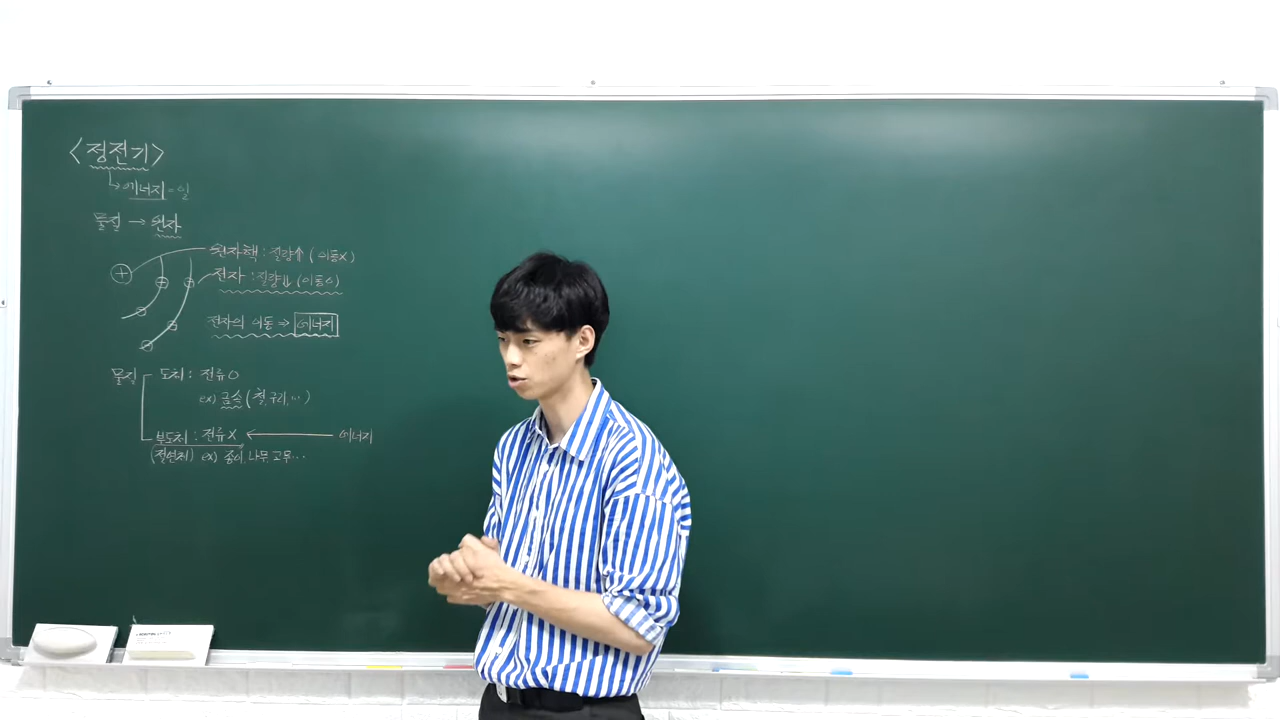 <정전기>
↳ 에너지 = 일
물질 → 원자
+ 원자핵 : 질량↑ (이동X)
- 전자 : 질량↓↓ (이동○)
전자의 이동 ⇒ 에너지
물질 도체 : 전류○
ex) 금속 (철, 구리, …)
부도체 : 전류X ← 에너지
(절연체) ex) 종이, 나무, 고무…